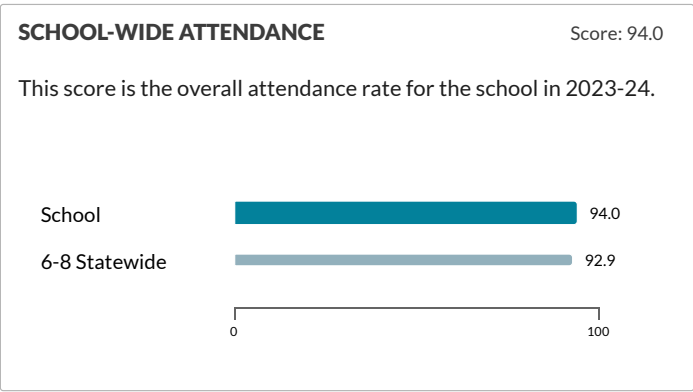 SCHOOL-WIDE ATTENDANCE Score: 94.0
This score is the overall attendance rate for the school in 2023-24.
School 94.0
6-8 Statewide 92.9
0 100